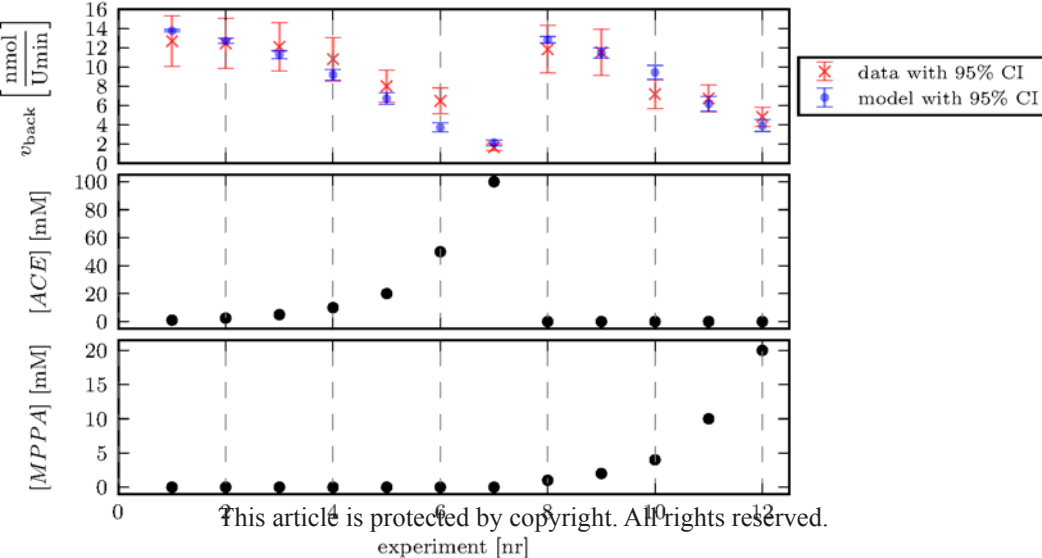 16
14
12
10
8
6
4
2
0
v_back [nmol/Umin]
data with 95% CI
model with 95% CI
100
80
60
40
20
0
[ACE] [mM]
20
15
10
5
0
[MPPA] [mM]
0 2 4 6 8 10 12
This article is protected by copyright. All rights reserved.
experiment [nr]